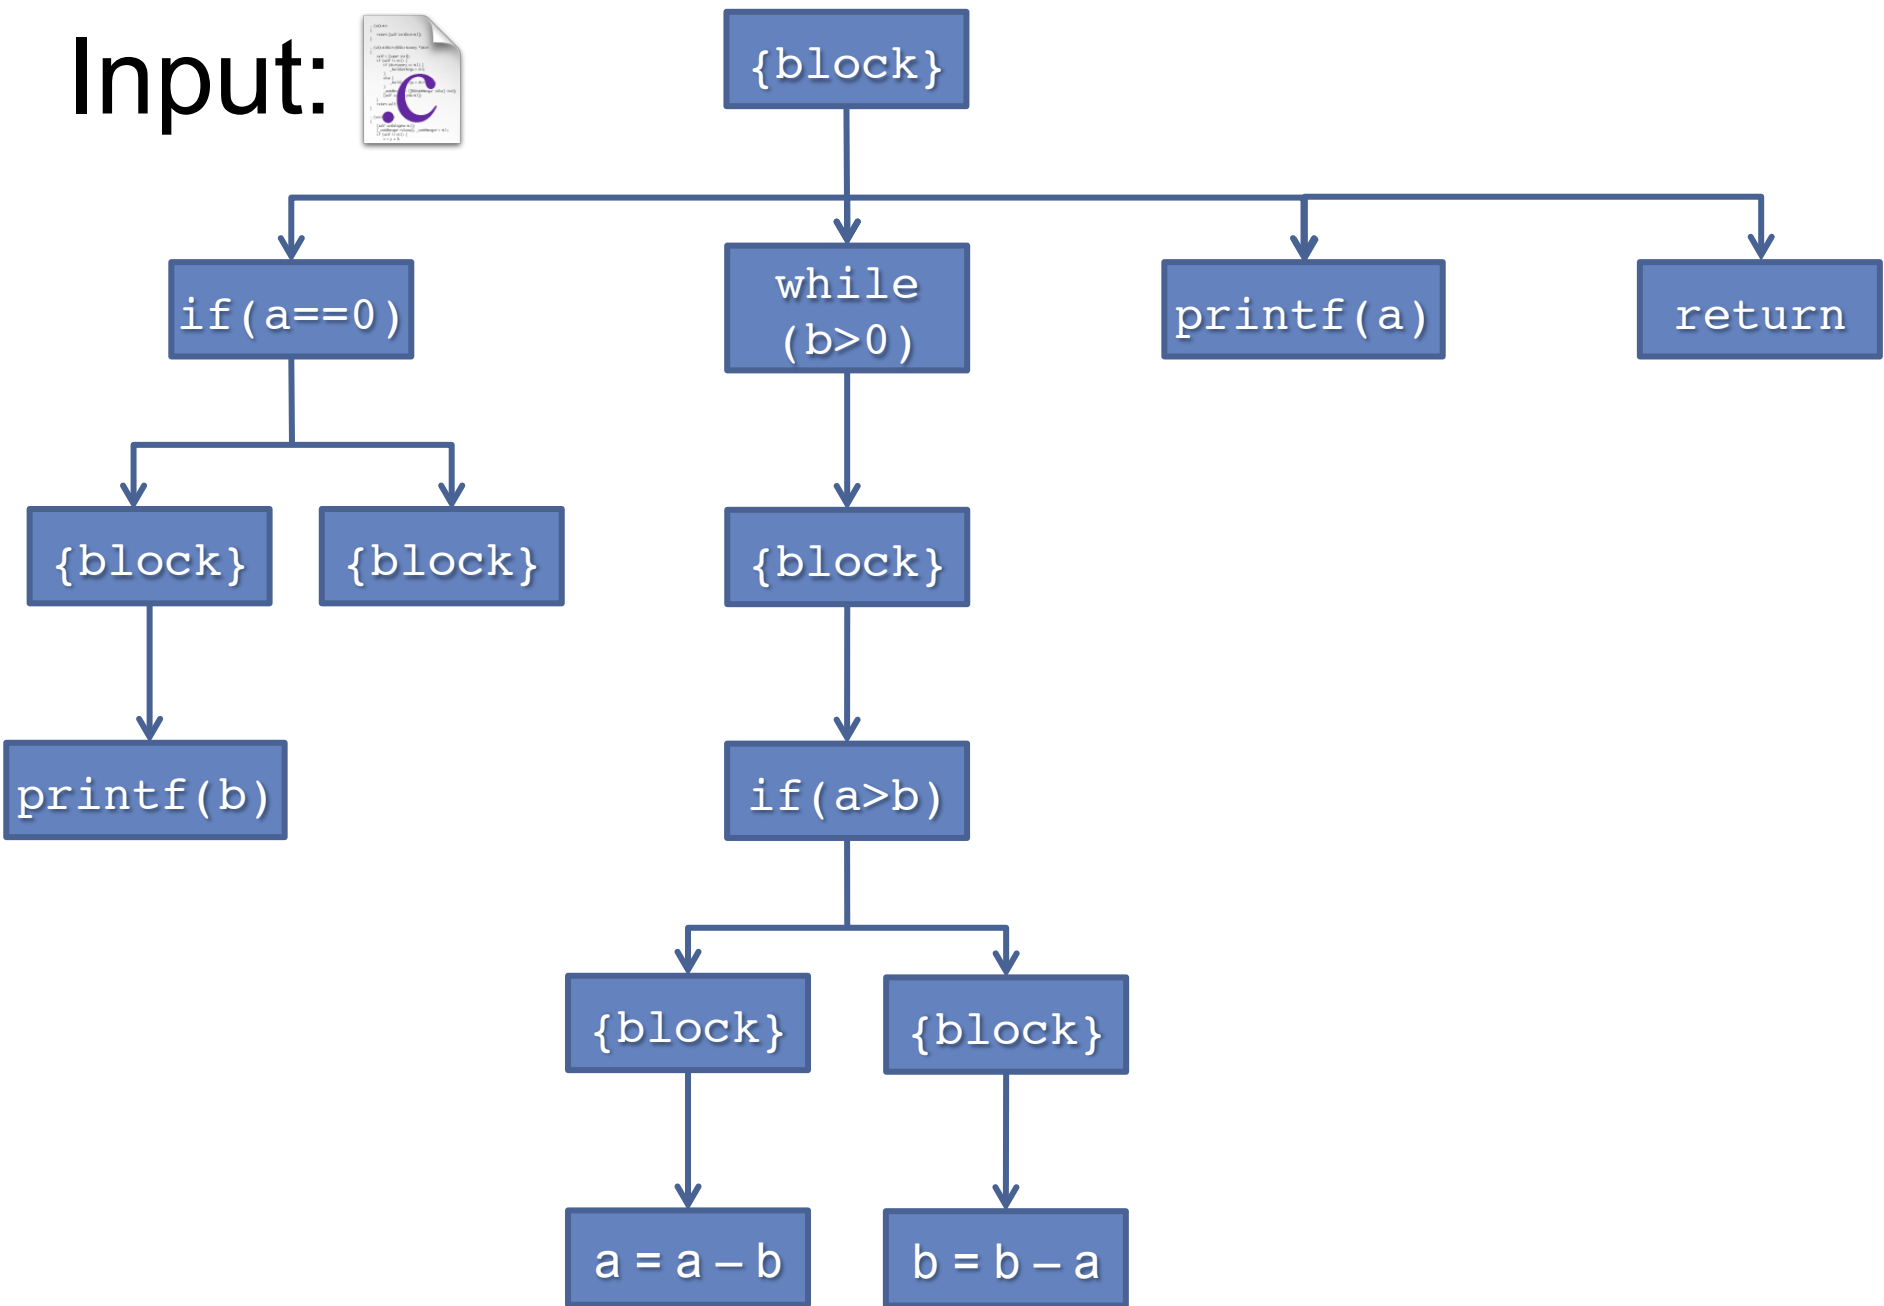 Input:
.c
{block}
if(a==0)
while
(b>0)
printf(a)
return
{block}
{block}
{block}
printf(b)
if(a>b)
{block}
{block}
a = a – b
b = b – a